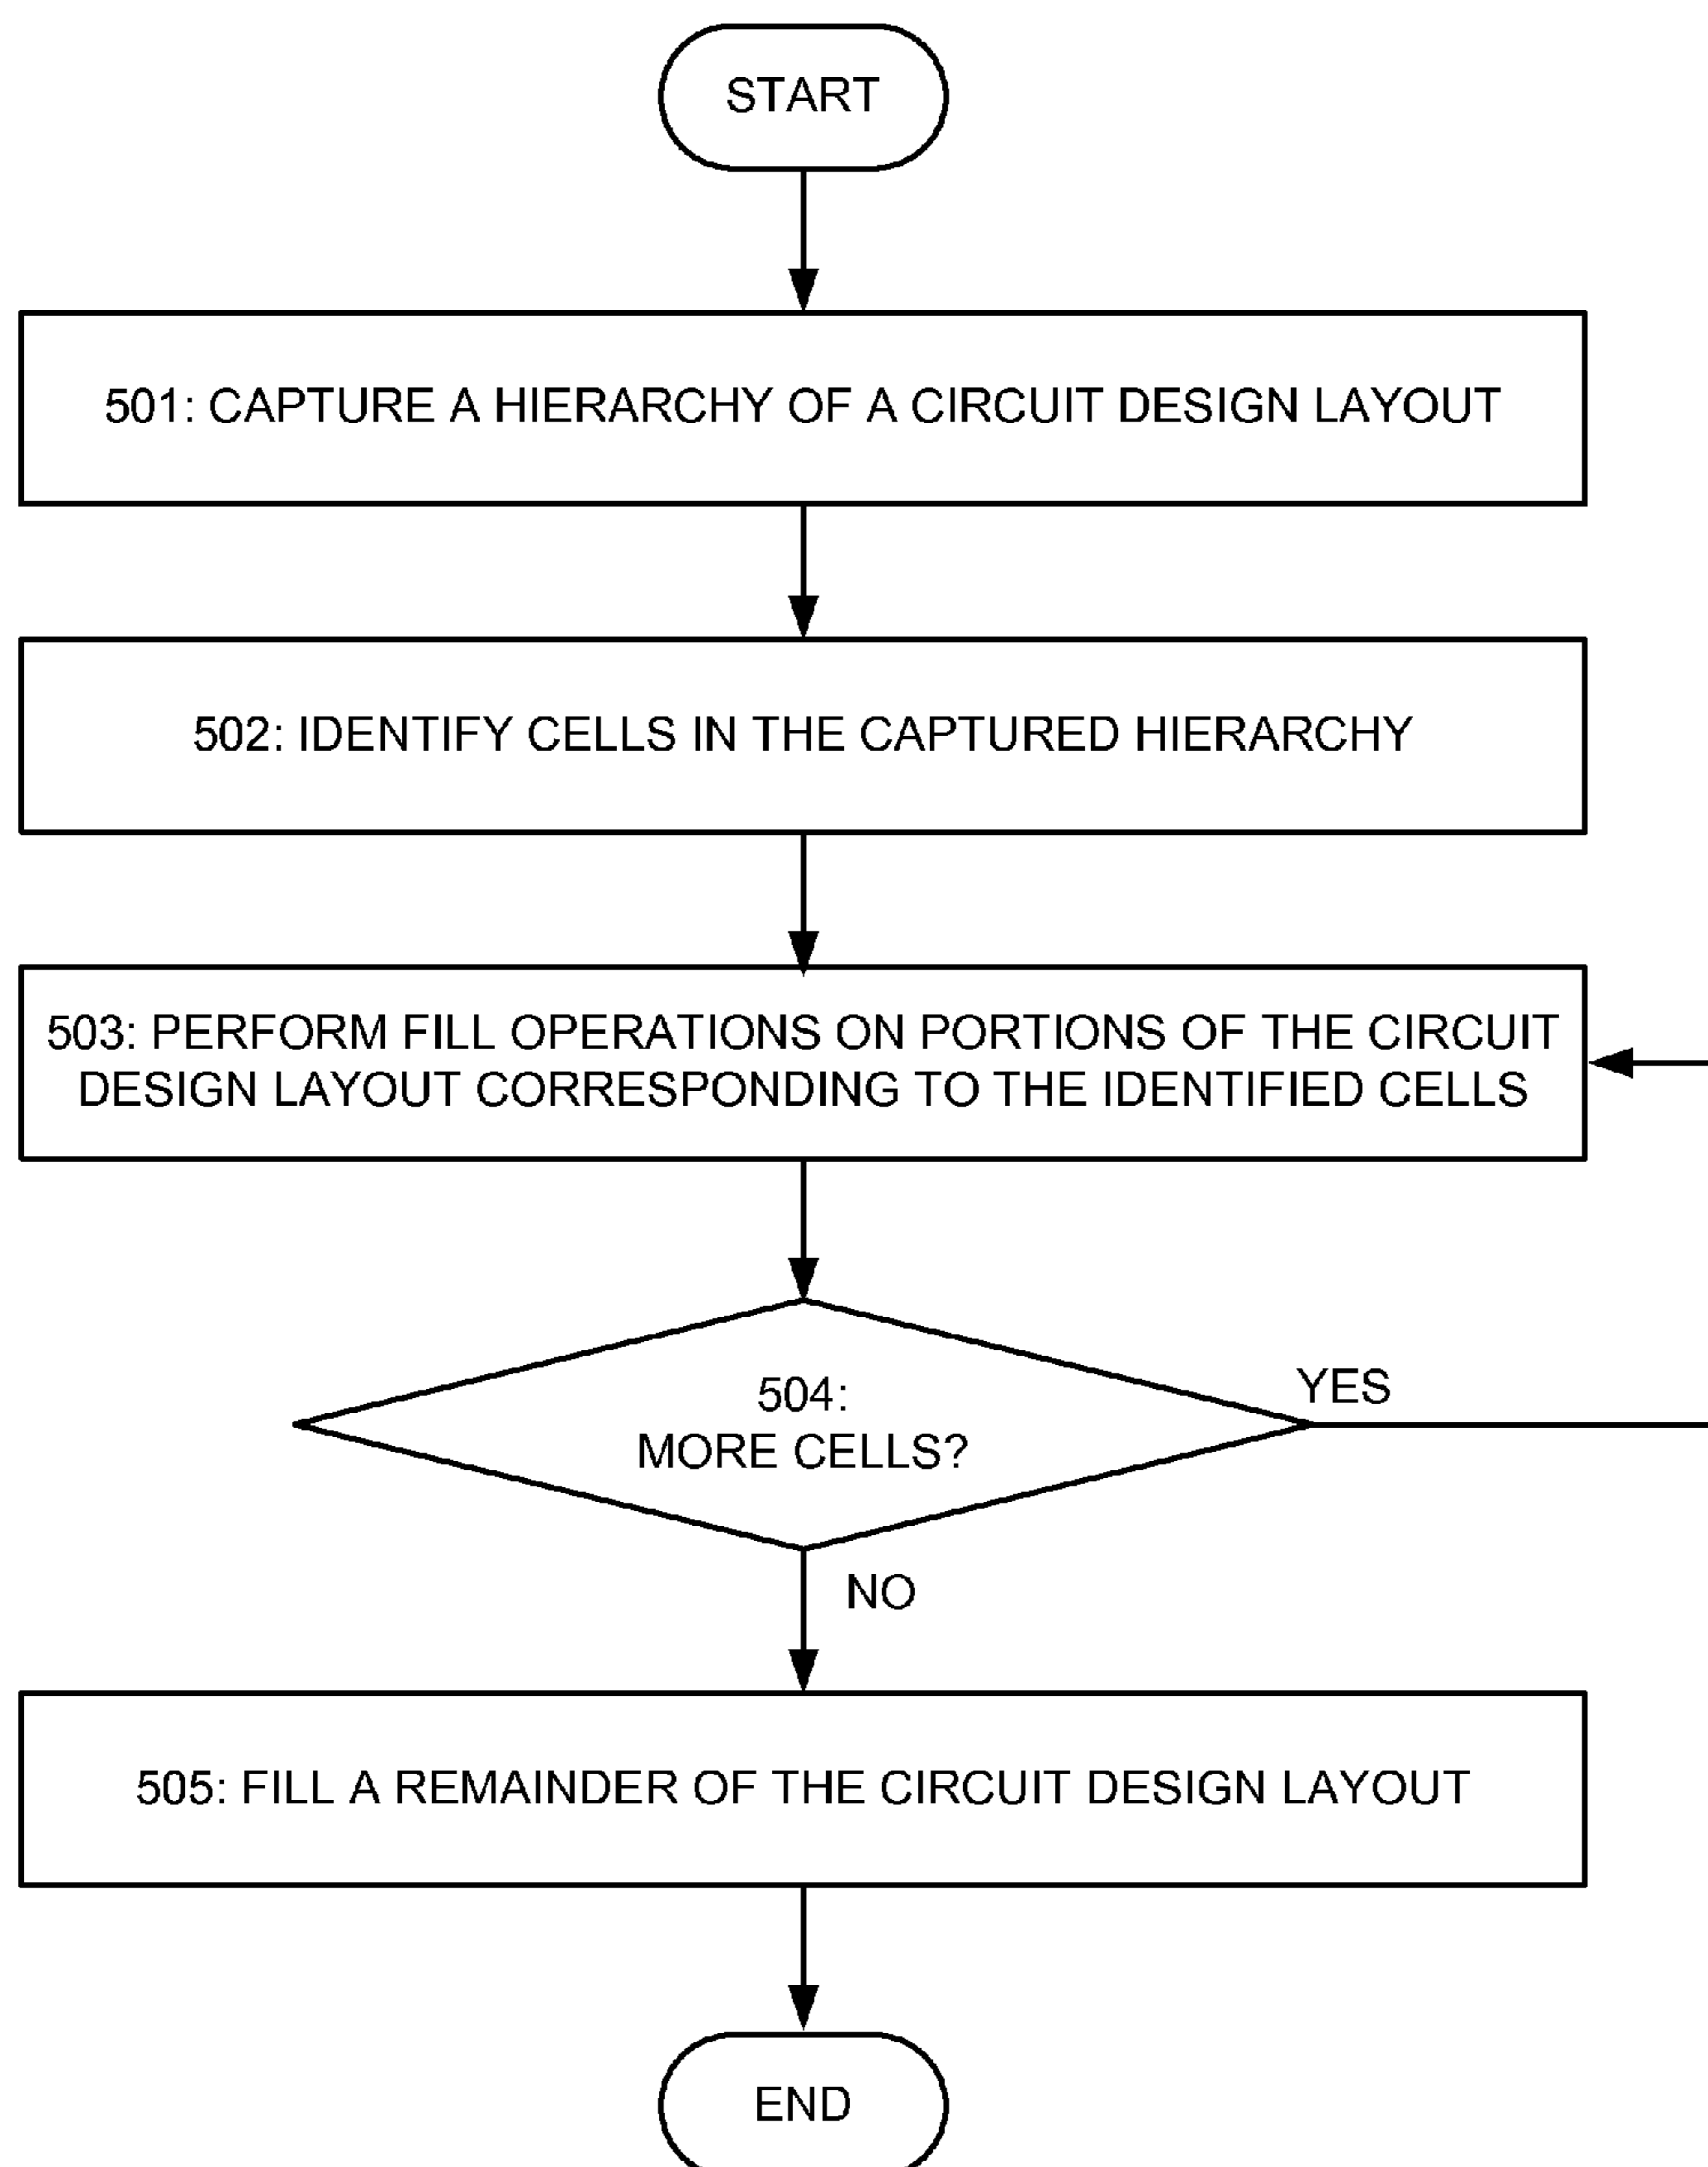 START
501: CAPTURE A HIERARCHY OF A CIRCUIT DESIGN LAYOUT
502: IDENTIFY CELLS IN THE CAPTURED HIERARCHY
503: PERFORM FILL OPERATIONS ON PORTIONS OF THE CIRCUIT
DESIGN LAYOUT CORRESPONDING TO THE IDENTIFIED CELLS
504:
MORE CELLS?
YES
NO
505: FILL A REMAINDER OF THE CIRCUIT DESIGN LAYOUT
END